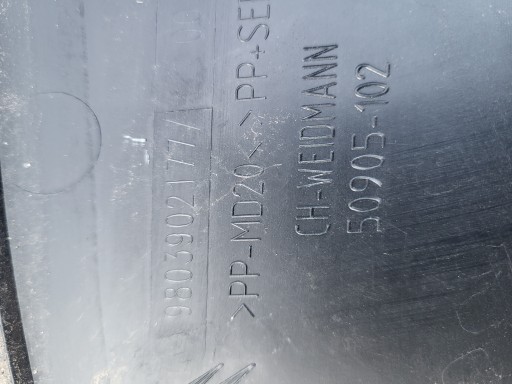 9803902177
>PP-MD20< >PP+SE
CH-WEIDMANN
50905-102